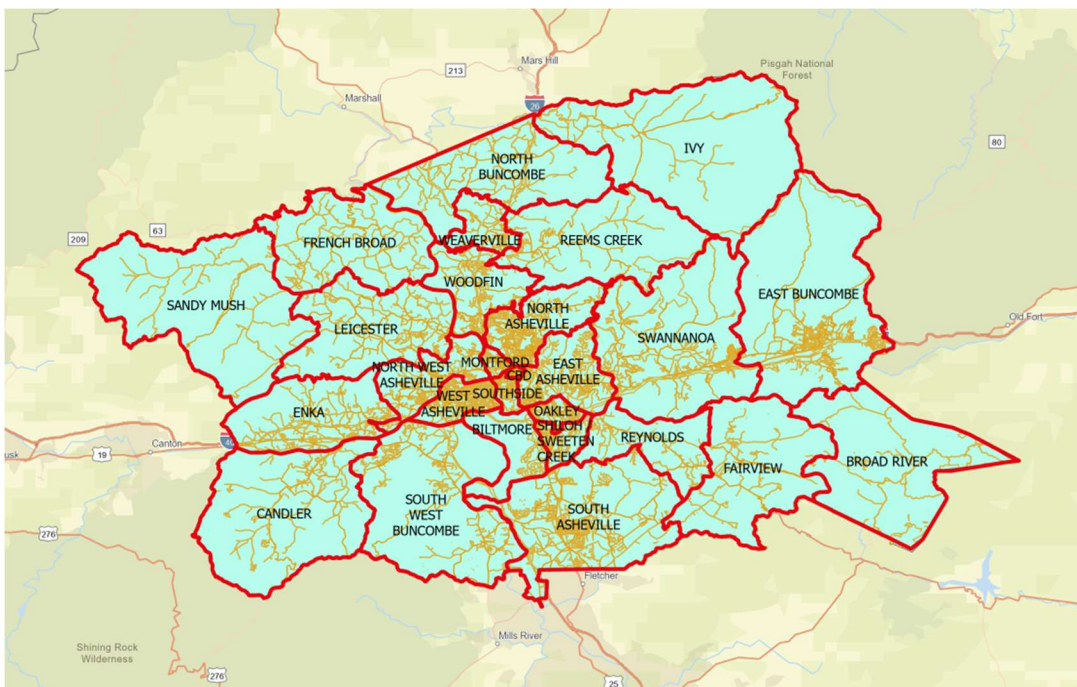 Mars Hill
213
Pisgah National
Forest
Marshall
26
80
IVY
NORTH
BUNCOMBE
63
209
FRENCH BROAD
WEAVERVILLE
REEMS CREEK
WOODFIN
SANDY MUSH
EAST BUNCOMBE
NORTH
ASHEVILLE
LEICESTER
SWANNANOA
Old Fort
MONTFORD
NORTH WEST
ASHEVILLE
CBD
EAST
ASHEVILLE
WEST
ASHEVILLE
SOUTHSIDE
ENKA
OAKLEY
SHILOH
SWEETEN
CREEK
BILTMORE
REYNOLDS
Canton
usk
19
BROAD RIVER
FAIRVIEW
CANDLER
SOUTH
WEST
BUNCOMBE
SOUTH
ASHEVILLE
276
Fletcher
Mills River
Shining Rock
Wilderness
276
25